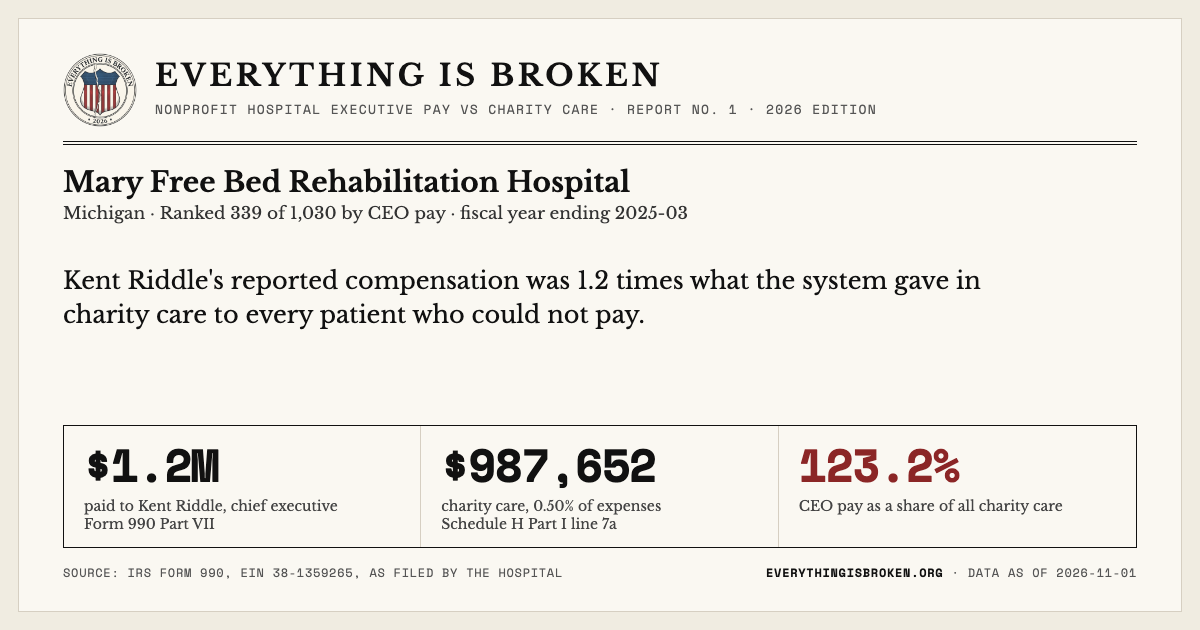 EVERYTHING IS BROKEN
2026
EVERYTHING IS BROKEN
NONPROFIT HOSPITAL EXECUTIVE PAY VS CHARITY CARE · REPORT NO. 1 · 2026 EDITION
Mary Free Bed Rehabilitation Hospital
Michigan · Ranked 339 of 1,030 by CEO pay · fiscal year ending 2025-03
Kent Riddle's reported compensation was 1.2 times what the system gave in
charity care to every patient who could not pay.
$1.2M
paid to Kent Riddle, chief executive
Form 990 Part VII
$987,652
charity care, 0.50% of expenses
Schedule H Part I line 7a
123.2%
CEO pay as a share of all charity care
SOURCE: IRS FORM 990, EIN 38-1359265, AS FILED BY THE HOSPITAL
EVERYTHINGISBROKEN.ORG · DATA AS OF 2026-11-01